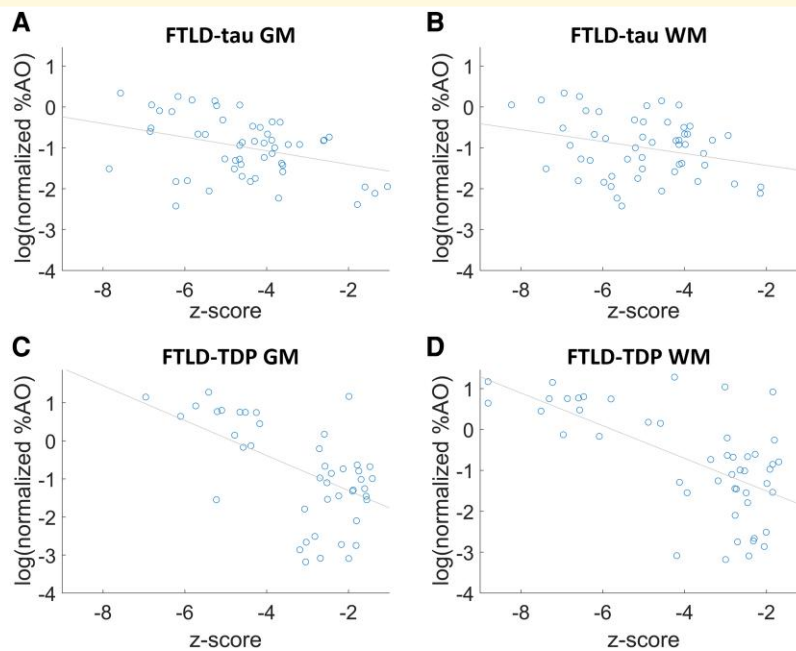 A
FTLD-tau GM
log(normalized %AO)
1
0
-1
-2
-3
-4
-8
-6
-4
-2
z-score
B
FTLD-tau WM
log(normalized %AO)
1
0
-1
-2
-3
-4
-8
-6
-4
-2
z-score
C
FTLD-TDP GM
log(normalized %AO)
1
0
-1
-2
-3
-4
-8
-6
-4
-2
z-score
D
FTLD-TDP WM
log(normalized %AO)
1
0
-1
-2
-3
-4
-8
-6
-4
-2
z-score